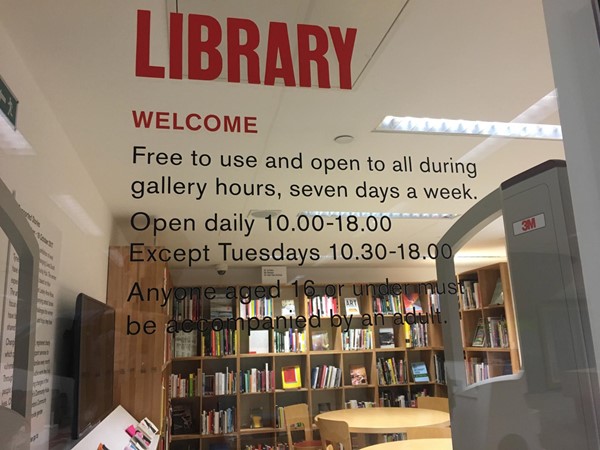 LIBRARY
WELCOME
Free to use and open to all during
gallery hours, seven days a week.
Open daily 10.00-18.00
Except Tuesdays 10.30-18.00
Anyone aged 16 or under must
be accompanied by an adult.
3M